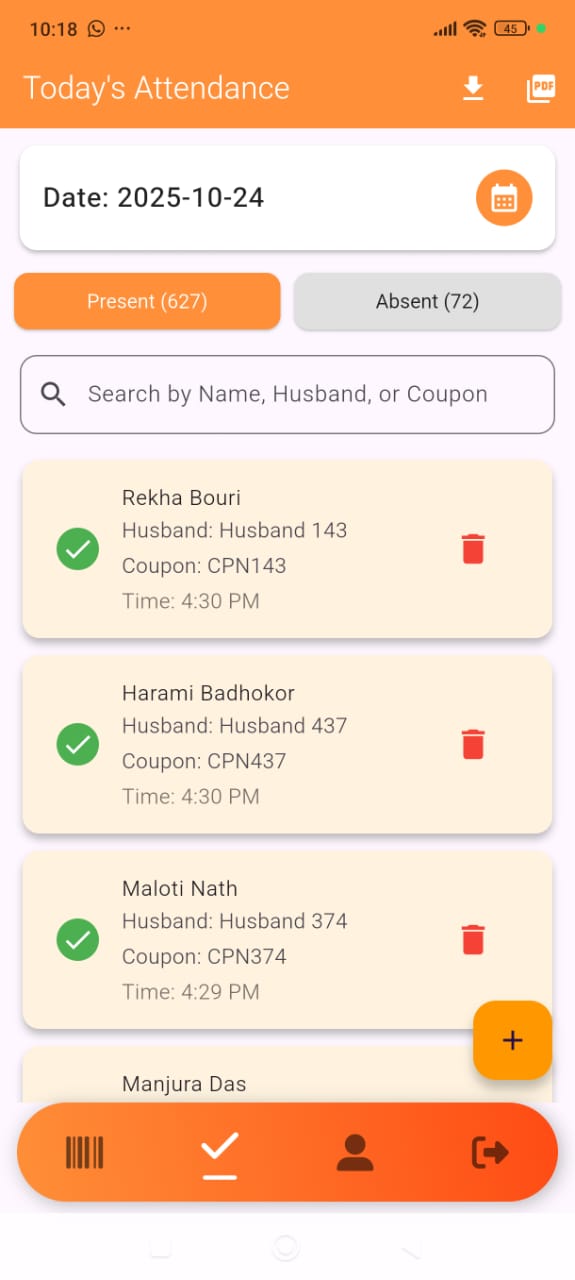 10:18
45
Today's Attendance
PDF
Date: 2025-10-24
Present (627)
Absent (72)
Search by Name, Husband, or Coupon
Rekha Bouri
Husband: Husband 143
Coupon: CPN143
Time: 4:30 PM
Harami Badhokor
Husband: Husband 437
Coupon: CPN437
Time: 4:30 PM
Maloti Nath
Husband: Husband 374
Coupon: CPN374
Time: 4:29 PM
+
Manjura Das